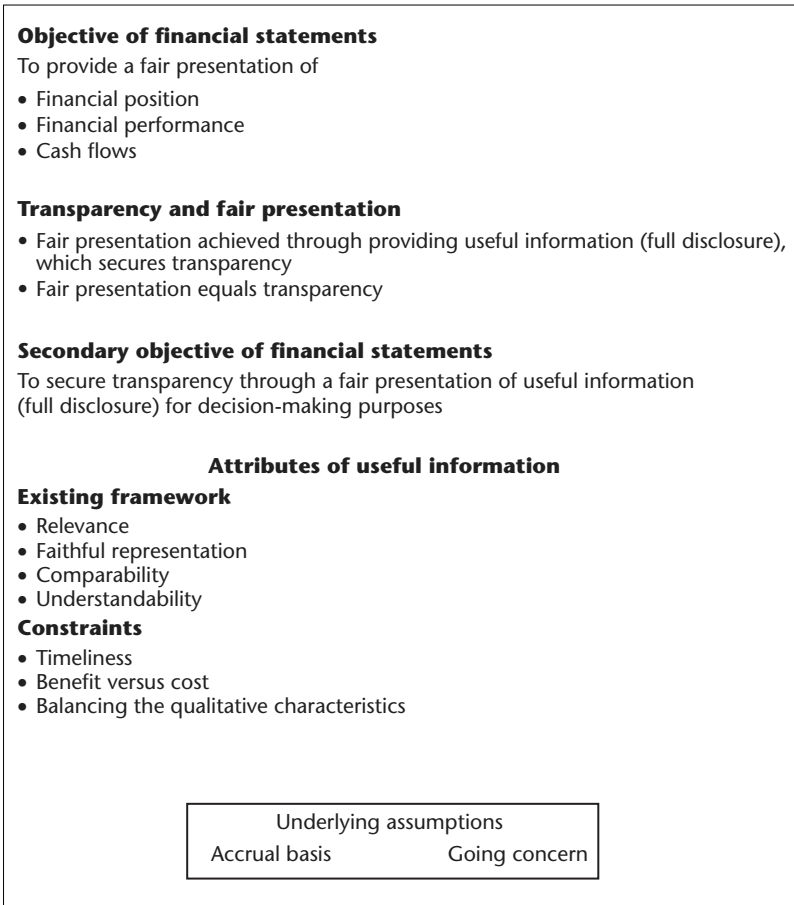 Objective of financial statements
To provide a fair presentation of
• Financial position
• Financial performance
• Cash flows
Transparency and fair presentation
• Fair presentation achieved through providing useful information (full disclosure),
which secures transparency
• Fair presentation equals transparency
Secondary objective of financial statements
To secure transparency through a fair presentation of useful information
(full disclosure) for decision-making purposes
Attributes of useful information
Existing framework
• Relevance
• Faithful representation
• Comparability
• Understandability
Constraints
• Timeliness
• Benefit versus cost
• Balancing the qualitative characteristics
Underlying assumptions
Accrual basis Going concern